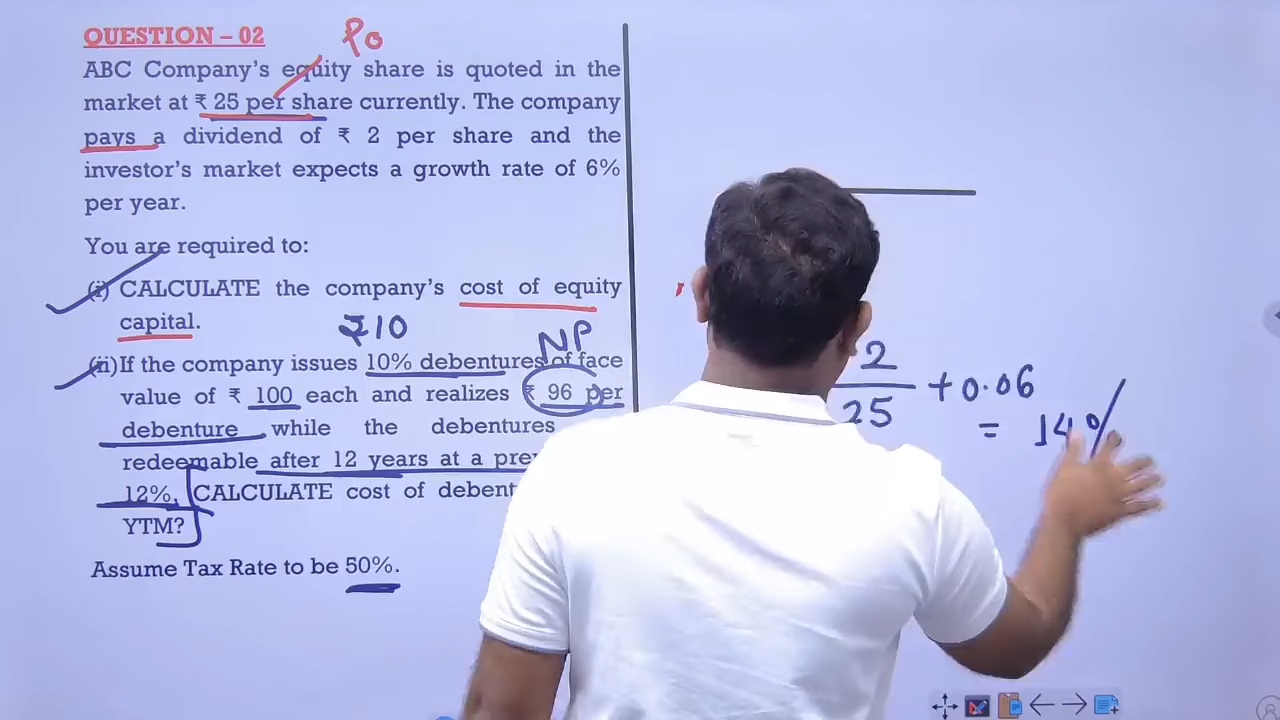 QUESTION – 02
P0
ABC Company's equity share is quoted in the
market at ₹ 25 per share currently. The company
pays a dividend of ₹ 2 per share and the
investor's market expects a growth rate of 6%
per year.
You are required to:
(i) CALCULATE the company's cost of equity
capital.
₹10
NP
(ii) If the company issues 10% debentures of face
value of ₹ 100 each and realizes ₹ 96 per
debenture while the debentures
redeemable after 12 years at a
12%, CALCULATE cost of
YTM?
Assume Tax Rate to be 50%.
2
25
+ 0.06
= 14%